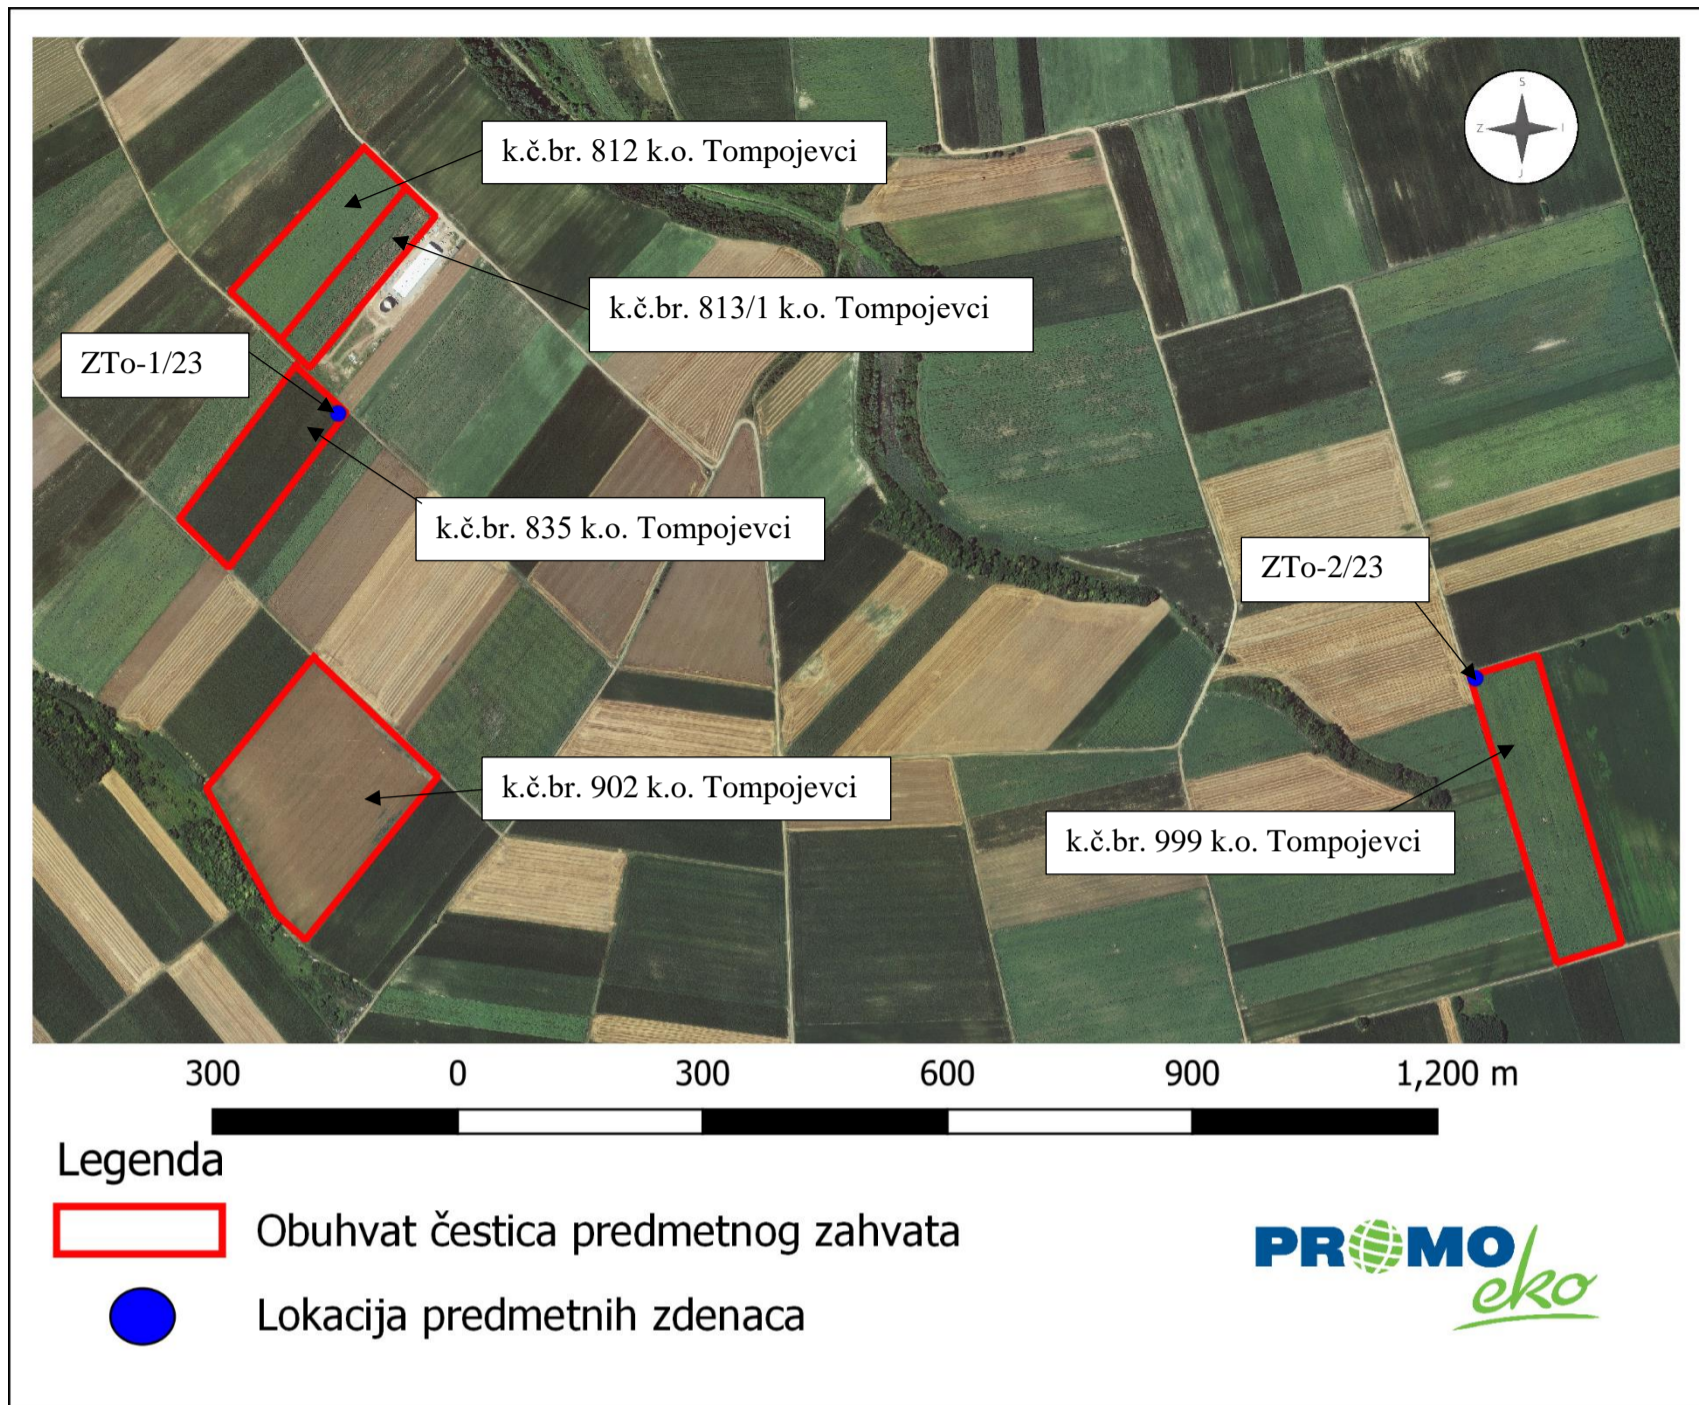 S
Z I
J
k.č.br. 812 k.o. Tompojevci
k.č.br. 813/1 k.o. Tompojevci
ZTo-1/23
k.č.br. 835 k.o. Tompojevci
ZTo-2/23
k.č.br. 902 k.o. Tompojevci
k.č.br. 999 k.o. Tompojevci
300 0 300 600 900 1,200 m
Legenda
Obuhvat čestica predmetnog zahvata
Lokacija predmetnih zdenaca
PROMO
eko